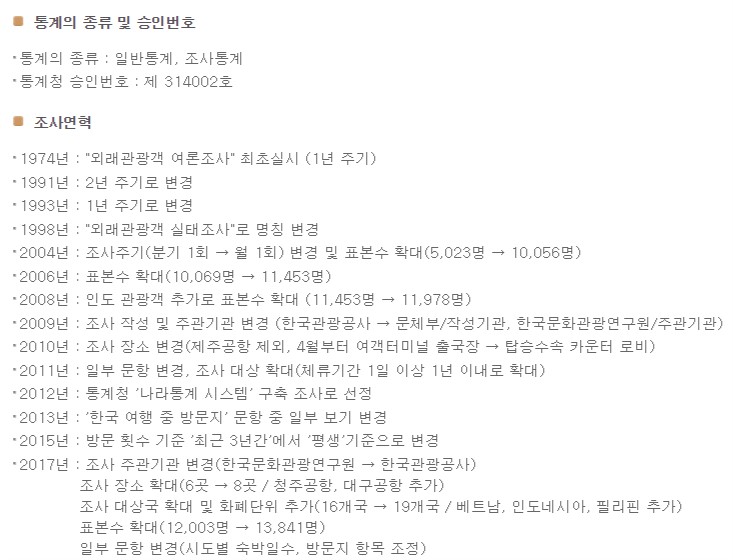 통계의 종류 및 승인번호
통계의 종류 : 일반통계, 조사통계
통계청 승인번호 : 제 314002호
조사연혁
1974년 : "외래관광객 여론조사" 최초실시 (1년 주기)
1991년 : 2년 주기로 변경
1993년 : 1년 주기로 변경
1998년 : "외래관광객 실태조사"로 명칭 변경
2004년 : 조사주기(분기 1회 → 월 1회) 변경 및 표본수 확대(5,023명 → 10,056명)
2006년 : 표본수 확대(10,069명 → 11,453명)
2008년 : 인도 관광객 추가로 표본수 확대 (11,453명 → 11,978명)
2009년 : 조사 작성 및 주관기관 변경 (한국관광공사 → 문체부/작성기관, 한국문화관광연구원/주관기관)
2010년 : 조사 장소 변경(제주공항 제외, 4월부터 여객터미널 출국장 → 탑승수속 카운터 로비)
2011년 : 일부 문항 변경, 조사 대상 확대(체류기간 1일 이상 1년 이내로 확대)
2012년 : 통계청 '나라통계 시스템' 구축 조사로 선정
2013년 : '한국 여행 중 방문지' 문항 중 일부 보기 변경
2015년 : 방문 횟수 기준 '최근 3년간'에서 '평생'기준으로 변경
2017년 : 조사 주관기관 변경(한국문화관광연구원 → 한국관광공사)
조사 장소 확대(6곳 → 8곳 / 청주공항, 대구공항 추가)
조사 대상국 확대 및 화폐단위 추가(16개국 → 19개국 / 베트남, 인도네시아, 필리핀 추가)
표본수 확대(12,003명 → 13,841명)
일부 문항 변경(시도별 숙박일수, 방문지 항목 조정)